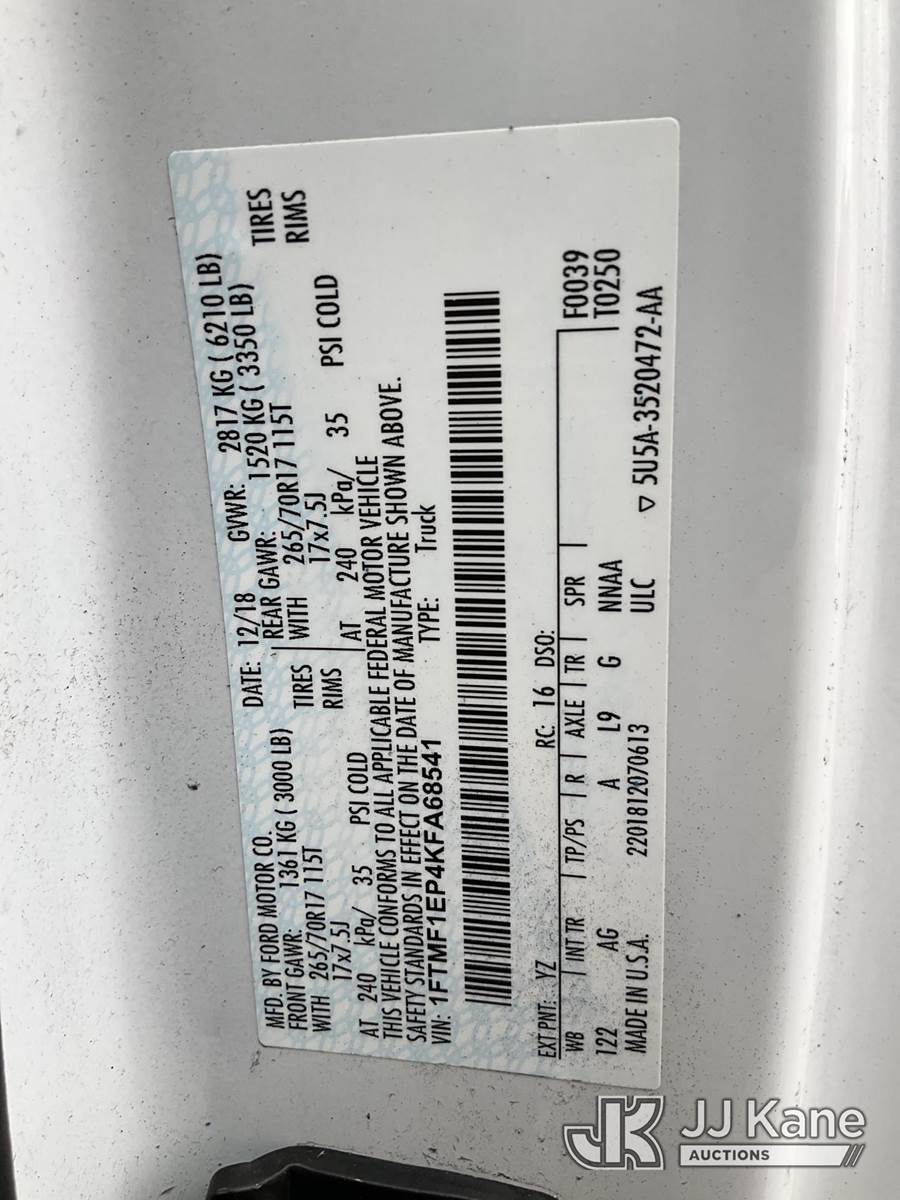 MFD. BY FORD MOTOR CO.
DATE: 12/18 GVWR: 2817 KG ( 6210 LB)
FRONT GAWR: 1361 KG ( 3000 LB) REAR GAWR: 1520 KG ( 3350 LB)
WITH 265/70R17 115T TIRES WITH 265/70R17 115T TIRES
17x7.5J RIMS 17x7.5J RIMS
AT 240 kPa/ 35 PSI COLD AT 240 kPa/ 35 PSI COLD
THIS VEHICLE CONFORMS TO ALL APPLICABLE FEDERAL MOTOR VEHICLE
SAFETY STANDARDS IN EFFECT ON THE DATE OF MANUFACTURE SHOWN ABOVE.
VIN: 1FTMF1EP4KFA68541 TYPE: Truck
EXT PNT: YZ RC: 16 DSO: F0039
WB INT TR TP/PS R AXLE TR SPR T0250
122 AG A L9 G NNAA
MADE IN U.S.A. 2201812070613 ULC ▽ 5U5A-3520472-AA
JK JJ Kane
AUCTIONS